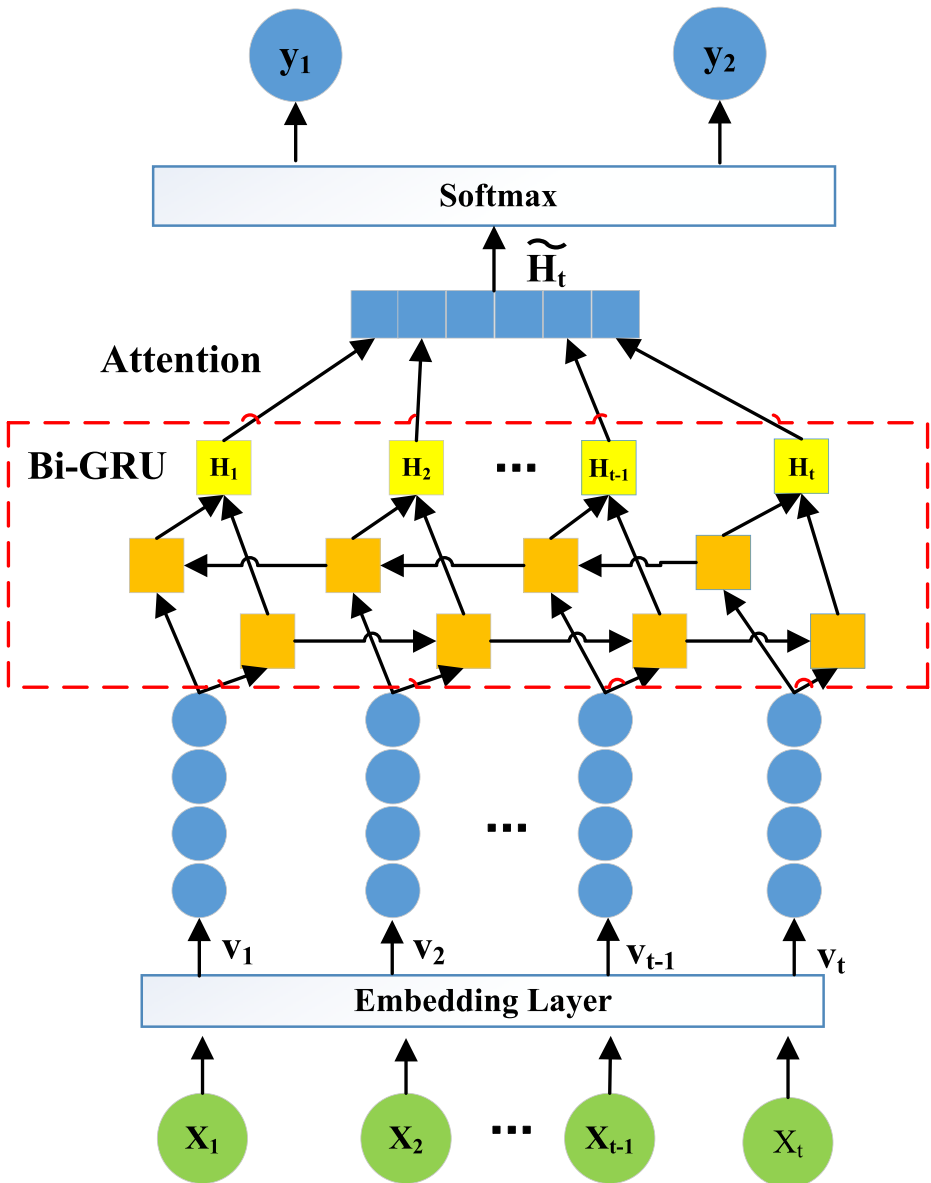 y₁ y₂
Softmax
H̃ₜ
Attention
Bi-GRU
H₁ H₂ ... Hₜ₋₁ Hₜ
...
v₁ v₂ vₜ₋₁ vₜ
Embedding Layer
X₁ X₂ ... Xₜ₋₁ Xₜ